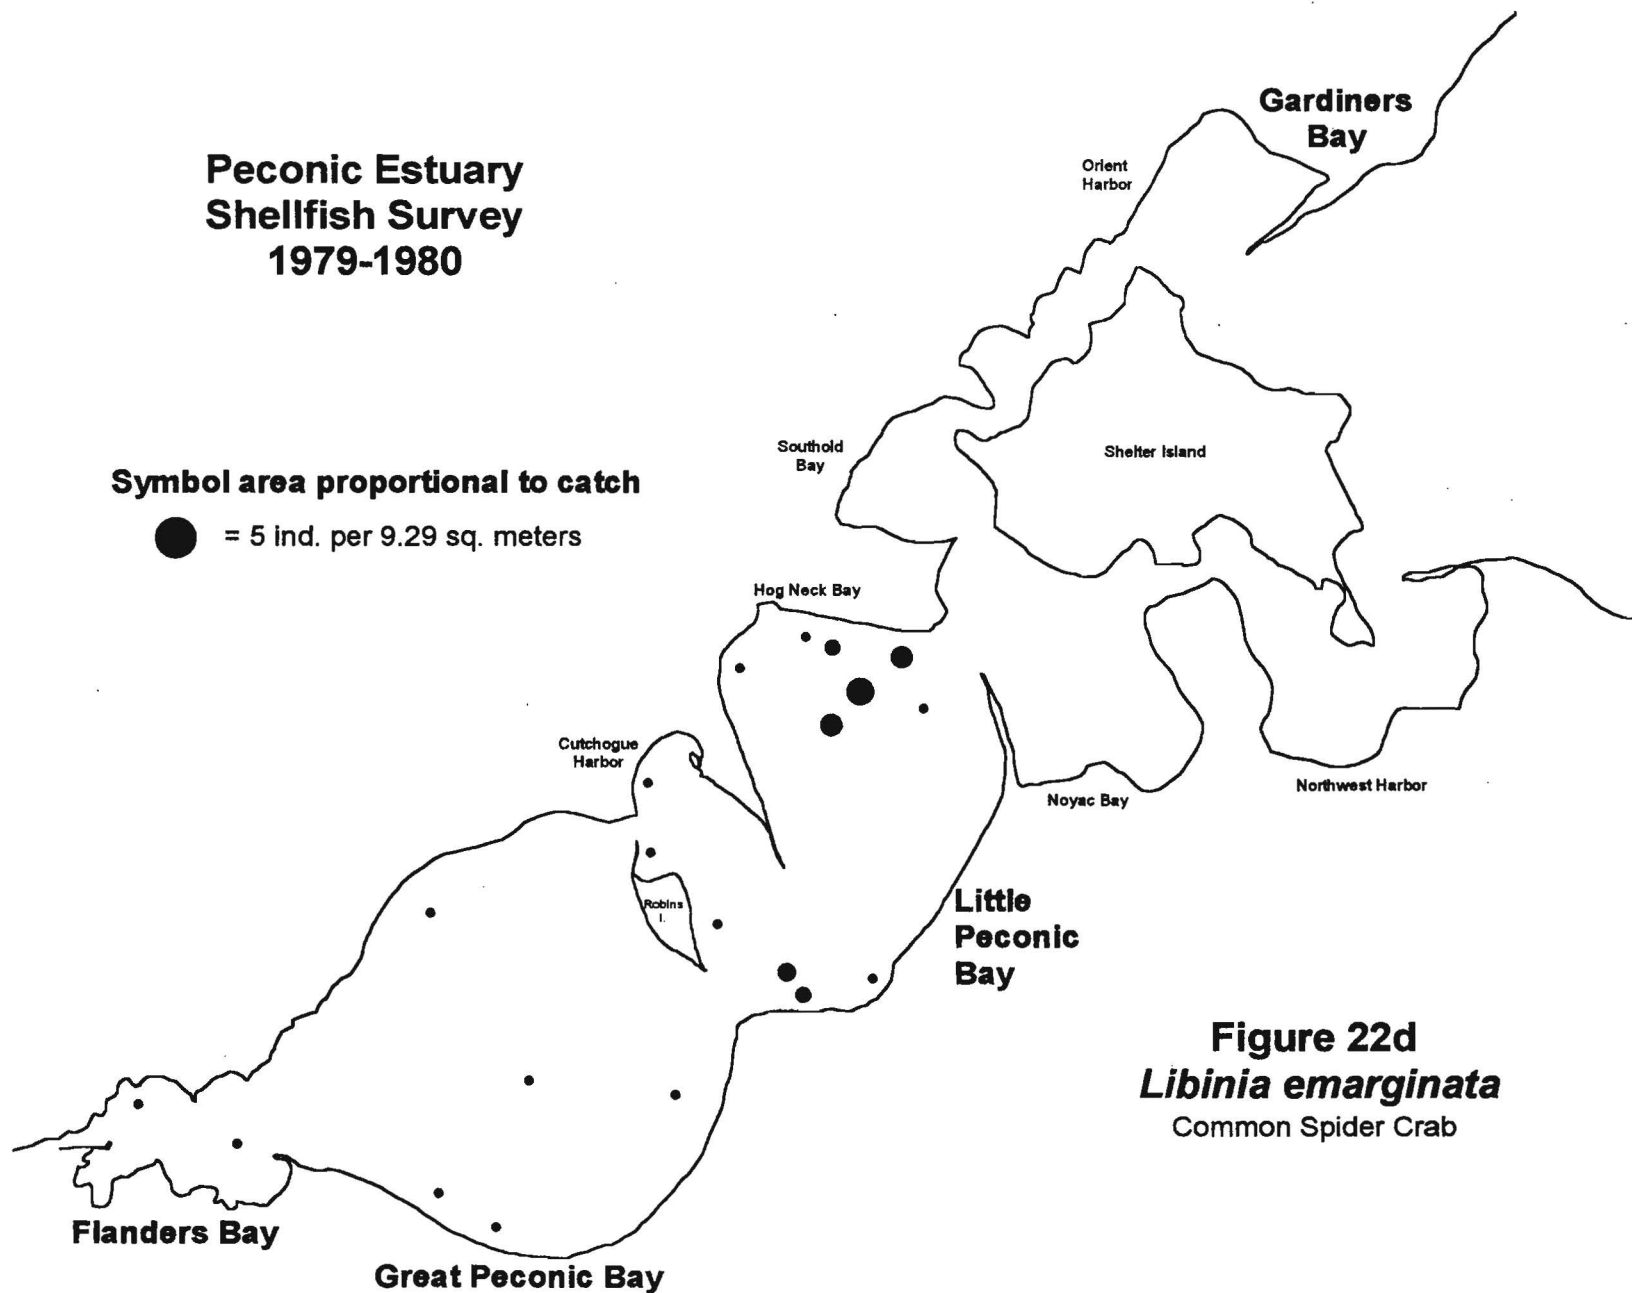 Peconic Estuary
Shellfish Survey
1979-1980
Gardiners
Bay
Orient
Harbor
Southold
Bay
Shelter Island
Symbol area proportional to catch
= 5 ind. per 9.29 sq. meters
Hog Neck Bay
Cutchogue
Harbor
Noyac Bay
Northwest Harbor
Robins
I.
Little
Peconic
Bay
Figure 22d
Libinia emarginata
Common Spider Crab
Flanders Bay
Great Peconic Bay